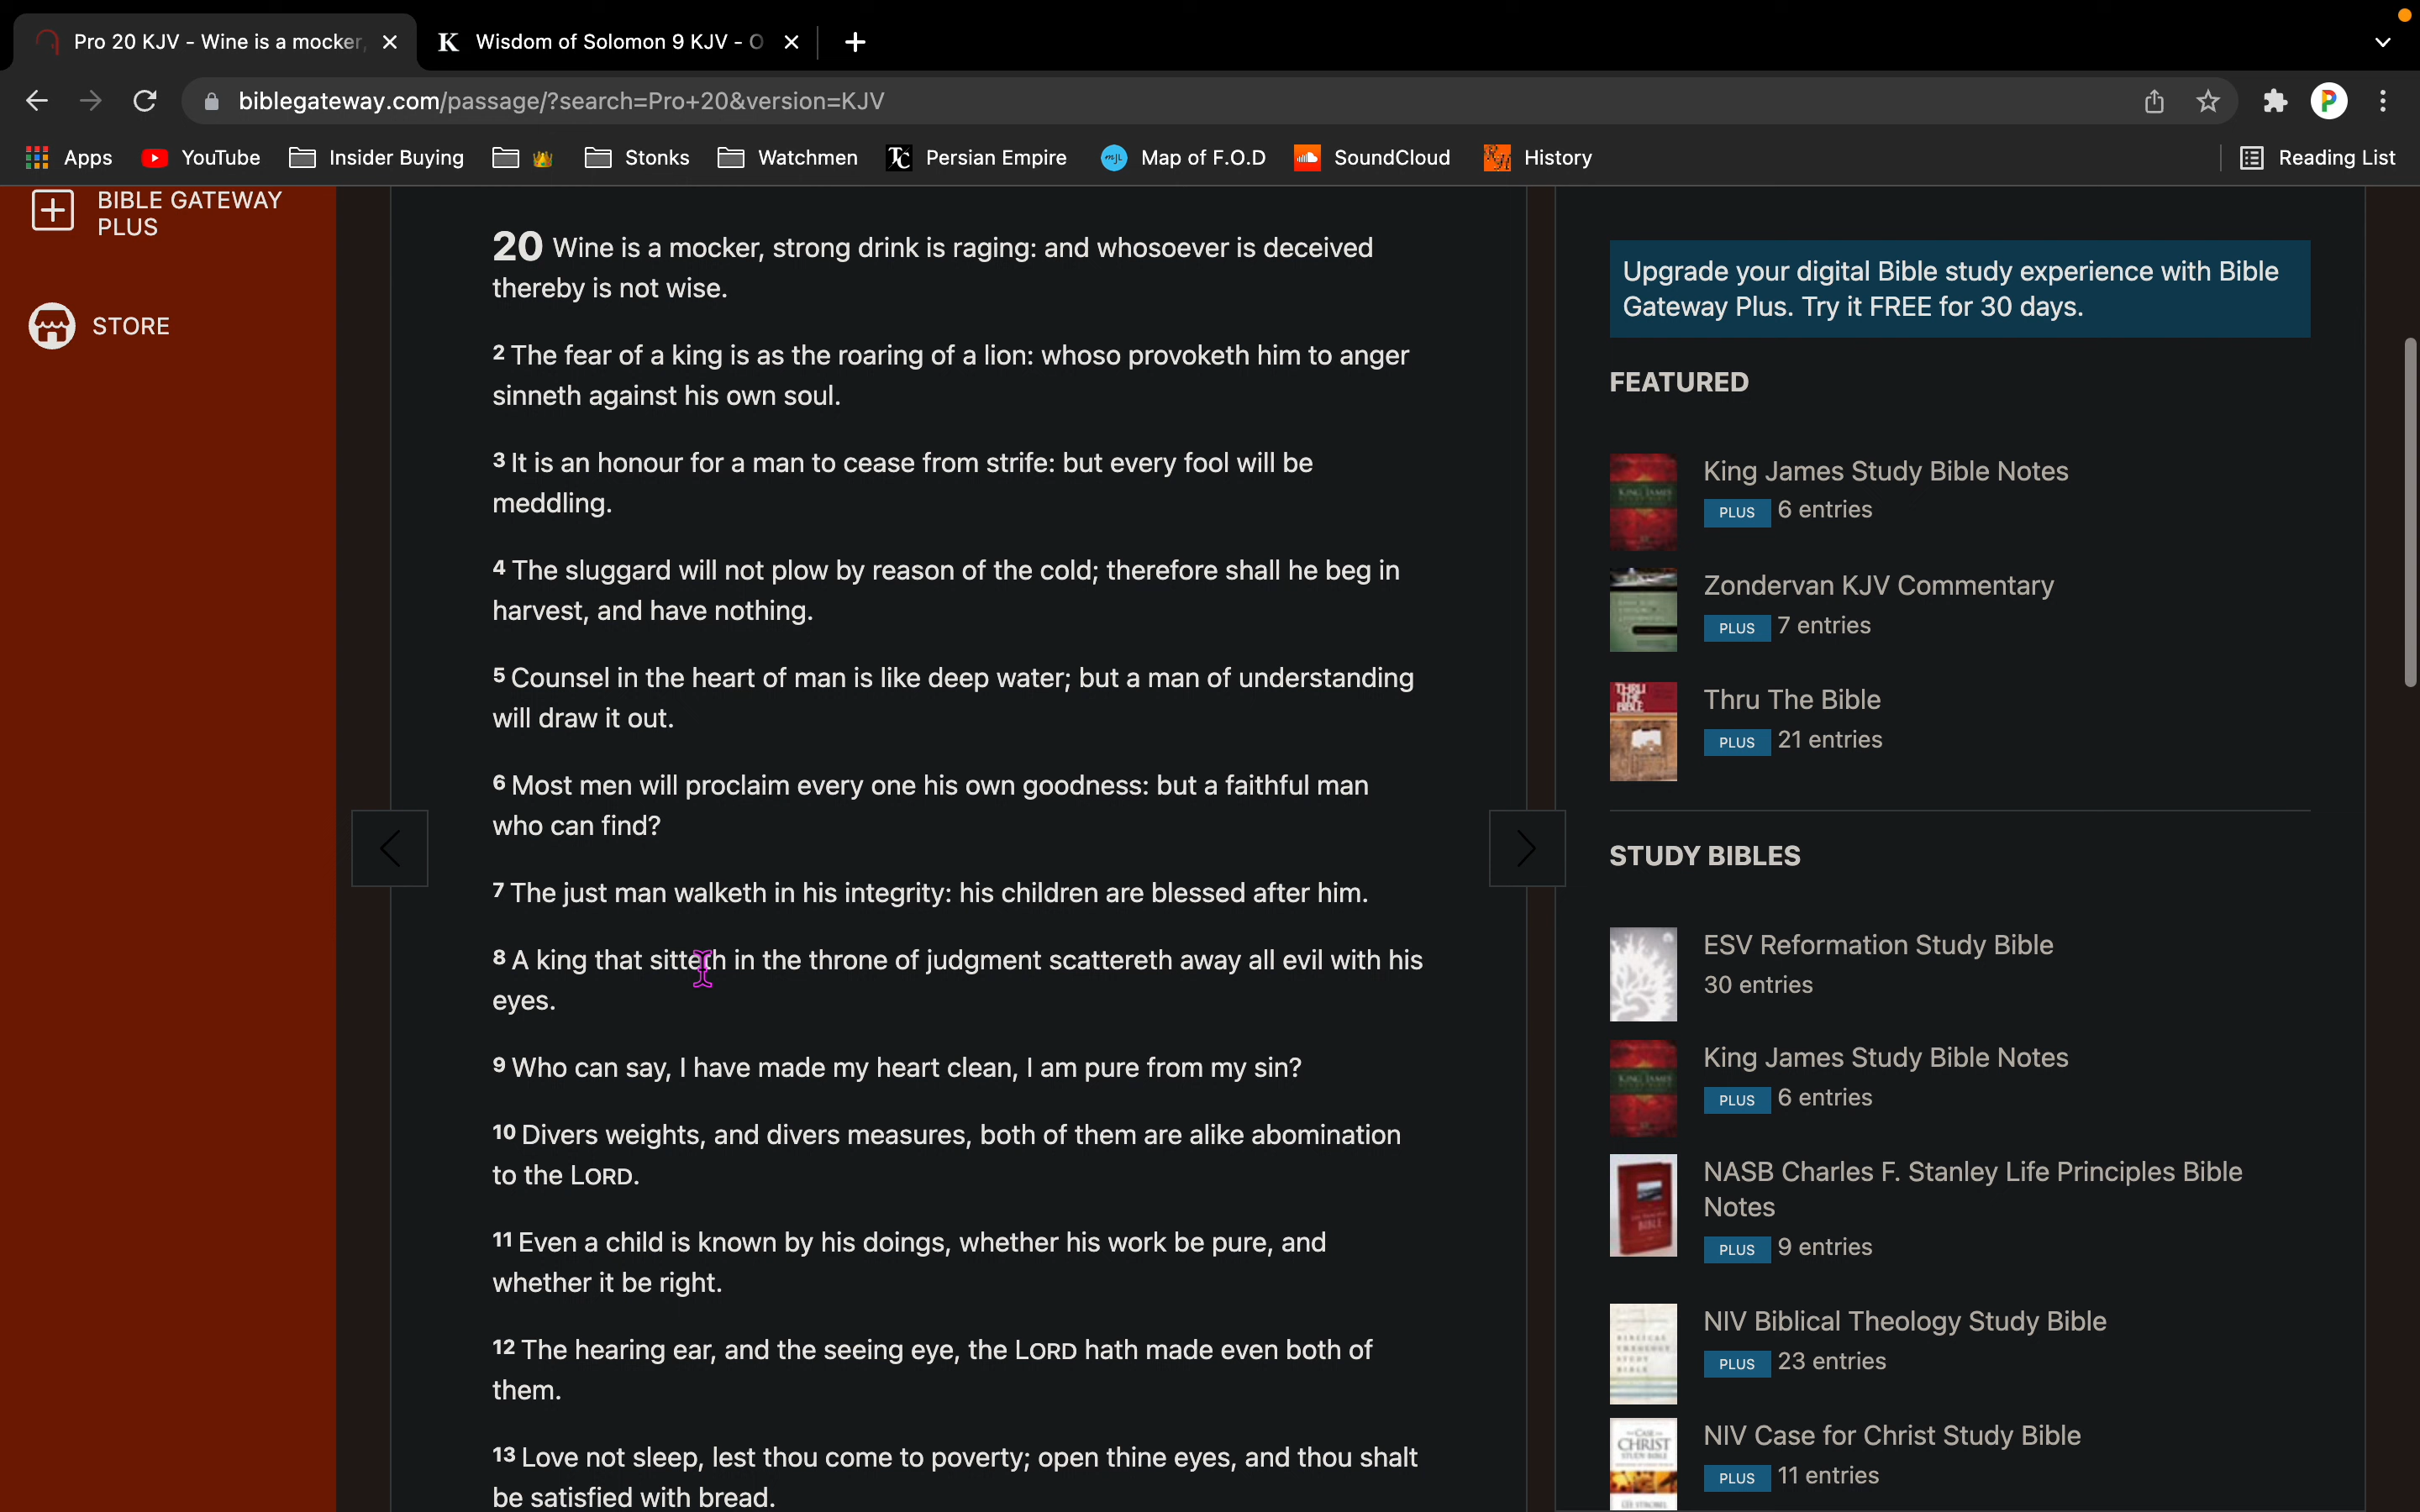 Pro 20 KJV - Wine is a mocker,
Wisdom of Solomon 9 KJV - O
biblegateway.com/passage/?search=Pro+20&version=KJV
Apps
YouTube
Insider Buying
Stonks
Watchmen
Persian Empire
Map of F.O.D
SoundCloud
History
Reading List
BIBLE GATEWAY
PLUS
STORE
20 Wine is a mocker, strong drink is raging: and whosoever is deceived
thereby is not wise.
2 The fear of a king is as the roaring of a lion: whoso provoketh him to anger
sinneth against his own soul.
3 It is an honour for a man to cease from strife: but every fool will be
meddling.
4 The sluggard will not plow by reason of the cold; therefore shall he beg in
harvest, and have nothing.
5 Counsel in the heart of man is like deep water; but a man of understanding
will draw it out.
6 Most men will proclaim every one his own goodness: but a faithful man
who can find?
7 The just man walketh in his integrity: his children are blessed after him.
8 A king that sitteth in the throne of judgment scattereth away all evil with his
eyes.
9 Who can say, I have made my heart clean, I am pure from my sin?
10 Divers weights, and divers measures, both of them are alike abomination
to the LORD.
11 Even a child is known by his doings, whether his work be pure, and
whether it be right.
12 The hearing ear, and the seeing eye, the LORD hath made even both of
them.
13 Love not sleep, lest thou come to poverty; open thine eyes, and thou shalt
be satisfied with bread.
Upgrade your digital Bible study experience with Bible
Gateway Plus. Try it FREE for 30 days.
FEATURED
King James Study Bible Notes
PLUS 6 entries
Zondervan KJV Commentary
PLUS 7 entries
THRU
THE
BIBLE
Thru The Bible
PLUS 21 entries
STUDY BIBLES
ESV Reformation Study Bible
30 entries
King James Study Bible Notes
PLUS 6 entries
NASB Charles F. Stanley Life Principles Bible
Notes
PLUS 9 entries
NIV Biblical Theology Study Bible
PLUS 23 entries
CASE
CHRIST
STUDY BIBLE
NIV Case for Christ Study Bible
PLUS 11 entries